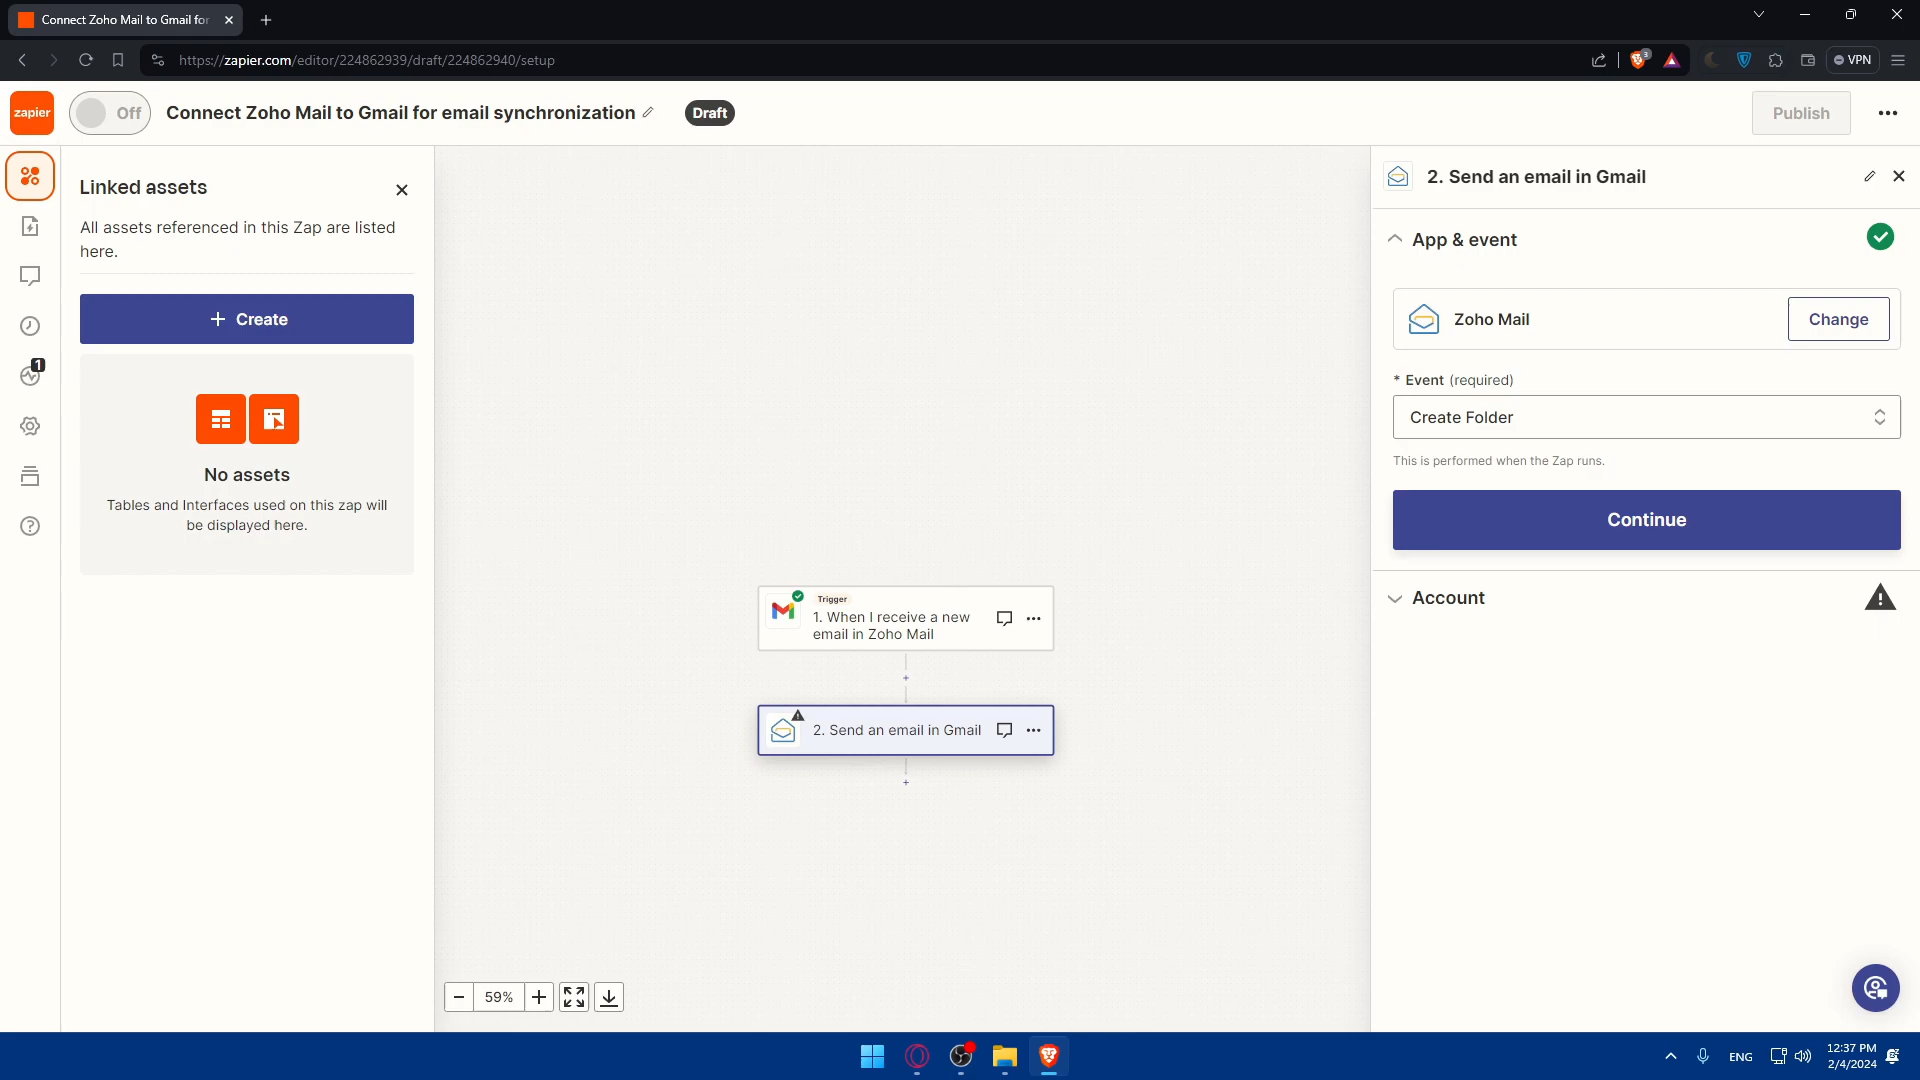 Connect Zoho Mail to Gmail for
https://zapier.com/editor/224862939/draft/224862940/setup
3
VPN
zapier
Off
Connect Zoho Mail to Gmail for email synchronization
Draft
Publish
Linked assets
All assets referenced in this Zap are listed
here.
+ Create
1
No assets
Tables and Interfaces used on this zap will
be displayed here.
Trigger
1. When I receive a new
email in Zoho Mail
2. Send an email in Gmail
59%
2. Send an email in Gmail
App & event
Zoho Mail
Change
* Event (required)
Create Folder
This is performed when the Zap runs.
Continue
Account
ENG
12:37 PM
2/4/2024